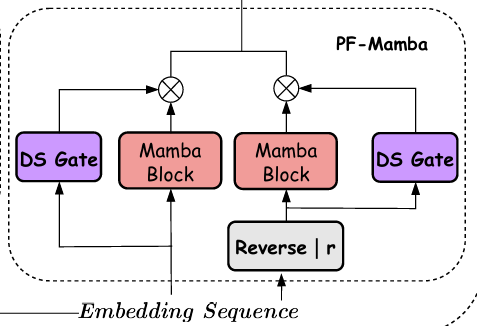 PF-Mamba
DS Gate
Mamba
Block
Mamba
Block
DS Gate
Reverse | r
Embedding Sequence